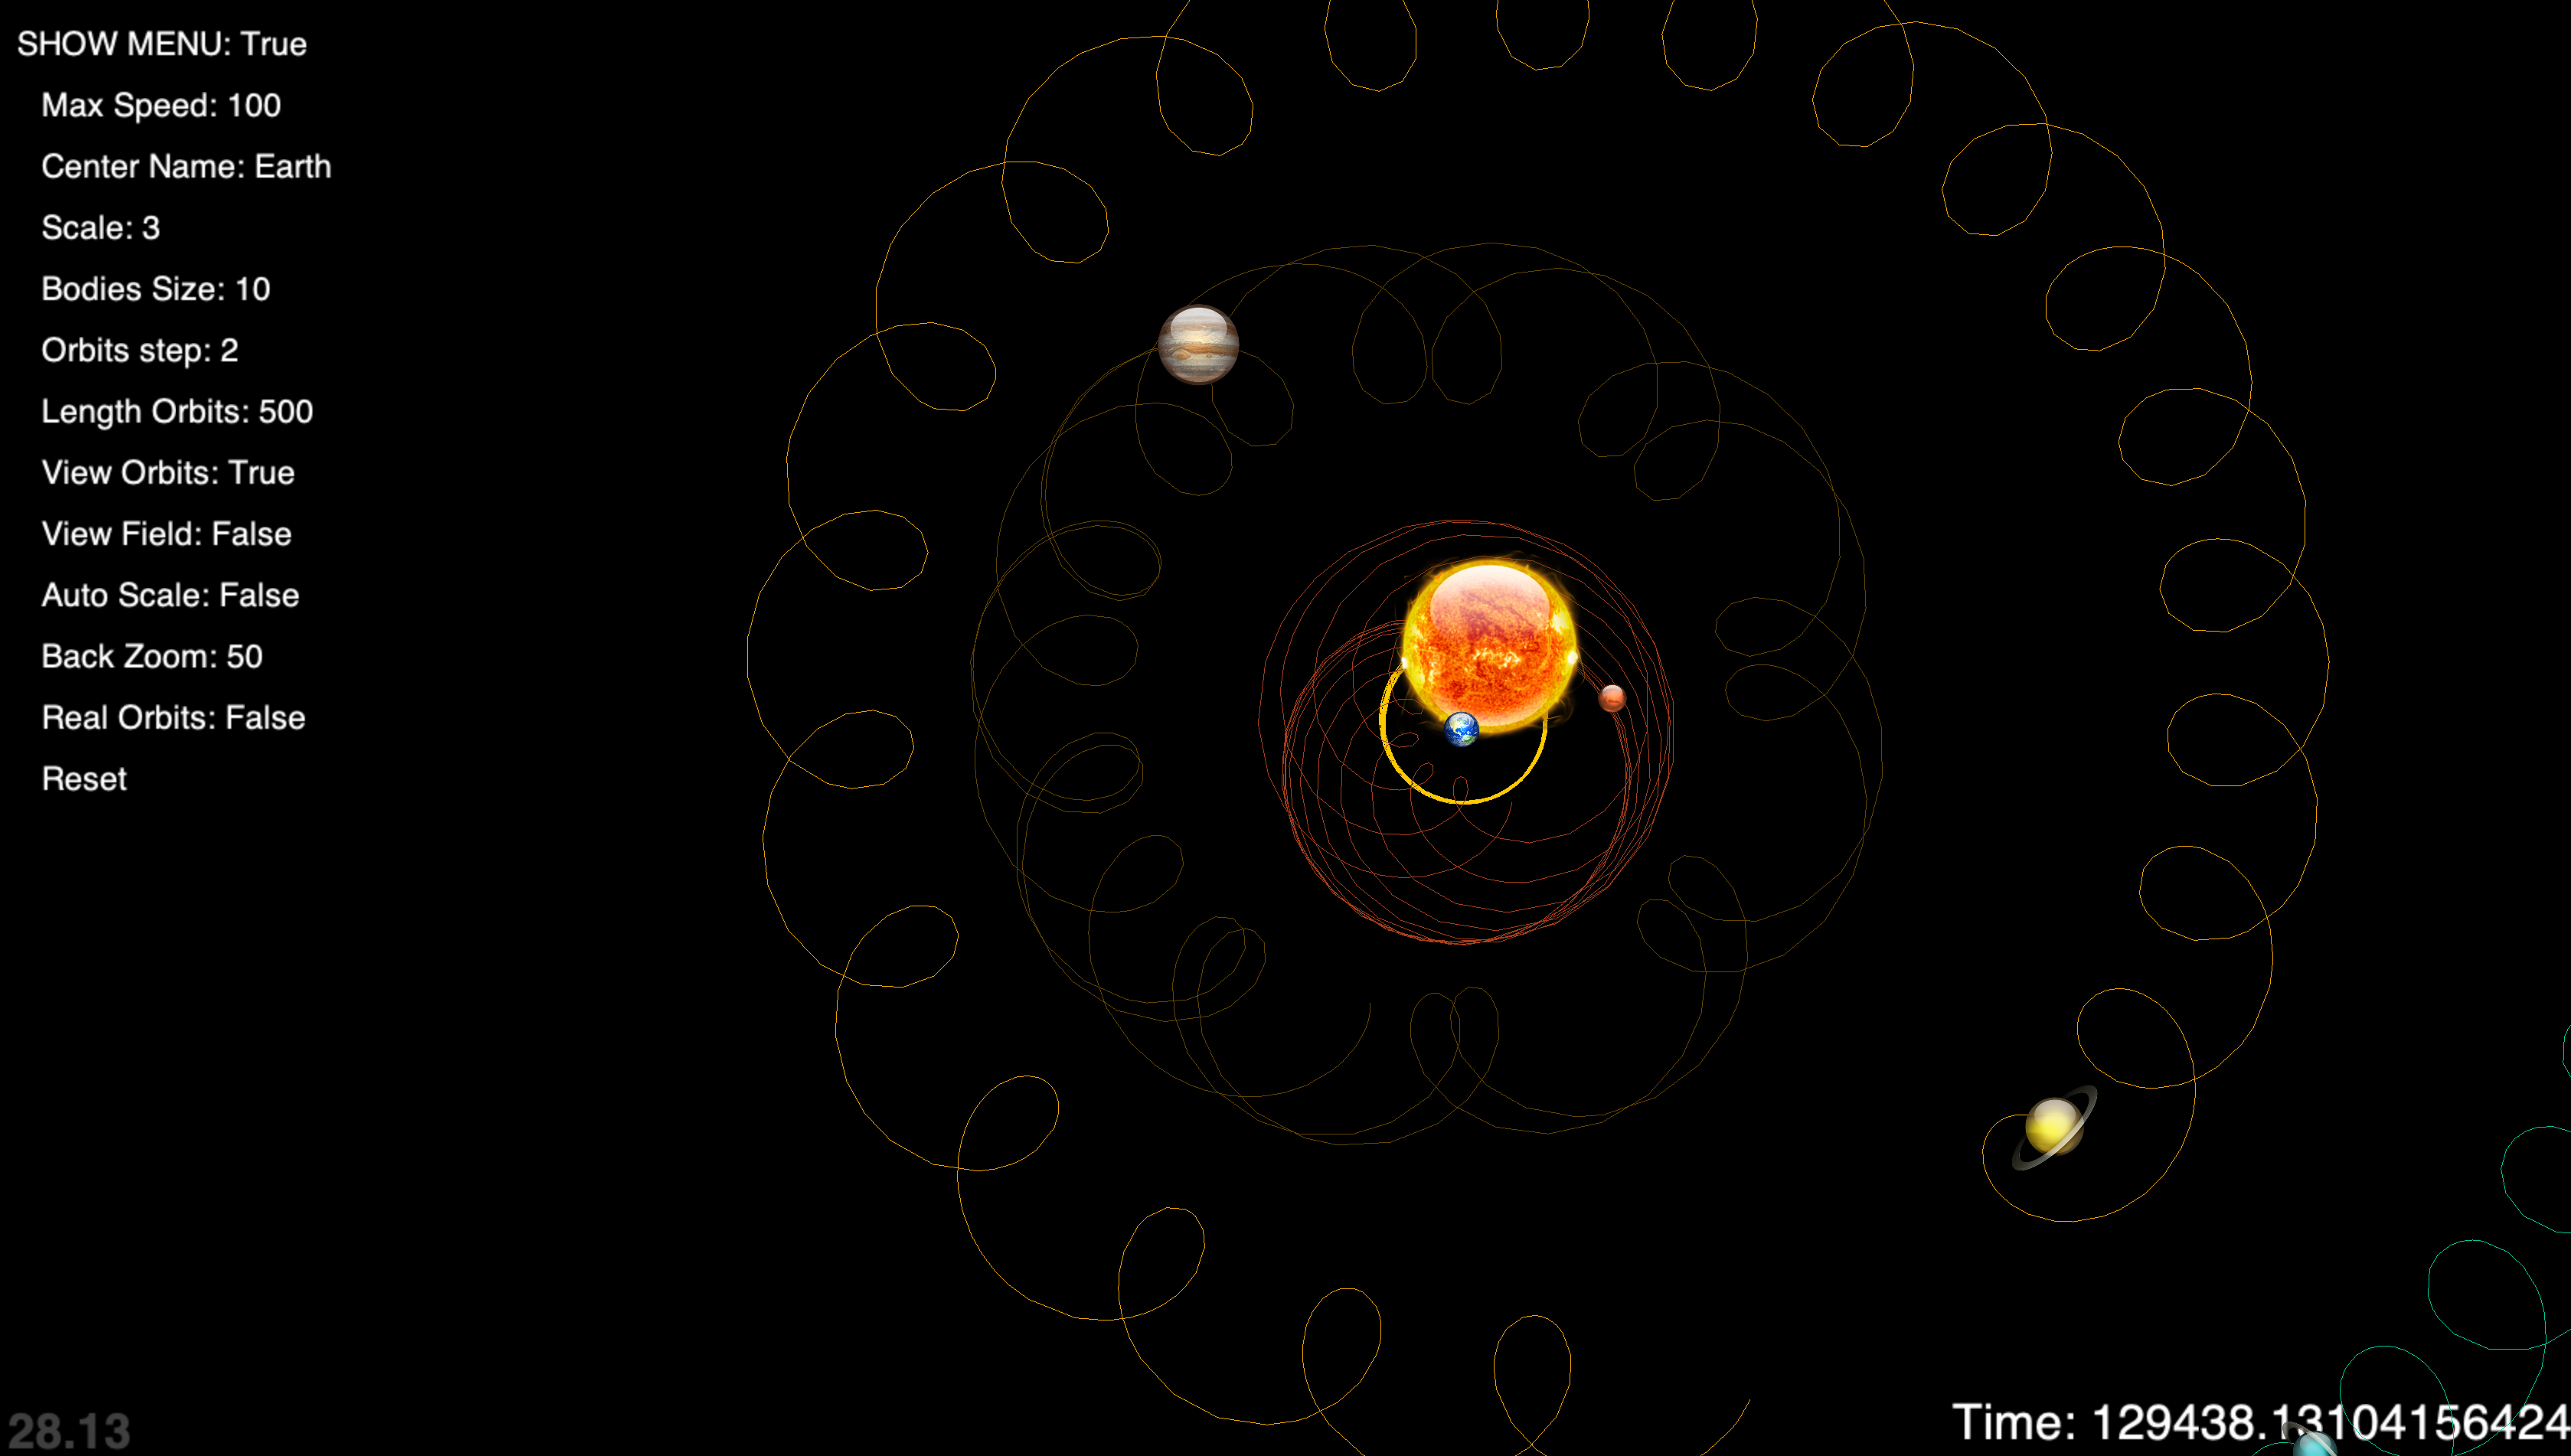 SHOW MENU: True
Max Speed: 100
Center Name: Earth
Scale: 3
Bodies Size: 10
Orbits step: 2
Length Orbits: 500
View Orbits: True
View Field: False
Auto Scale: False
Back Zoom: 50
Real Orbits: False
Reset
28.13
Time: 129438.13104156424